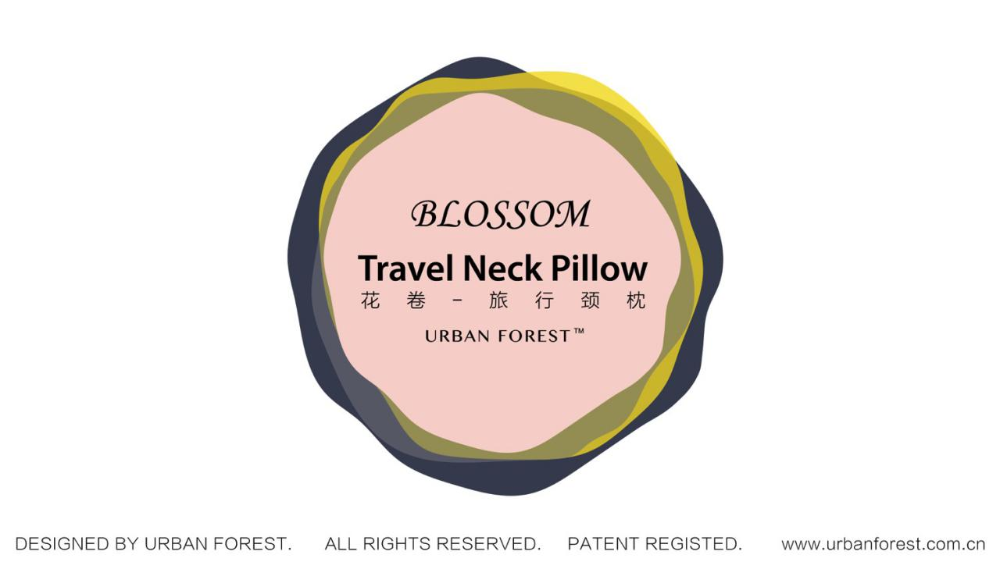 BLOSSOM
Travel Neck Pillow
花卷-旅行颈枕
URBAN FOREST™
DESIGNED BY URBAN FOREST. ALL RIGHTS RESERVED. PATENT REGISTED. www.urbanforest.com.cn